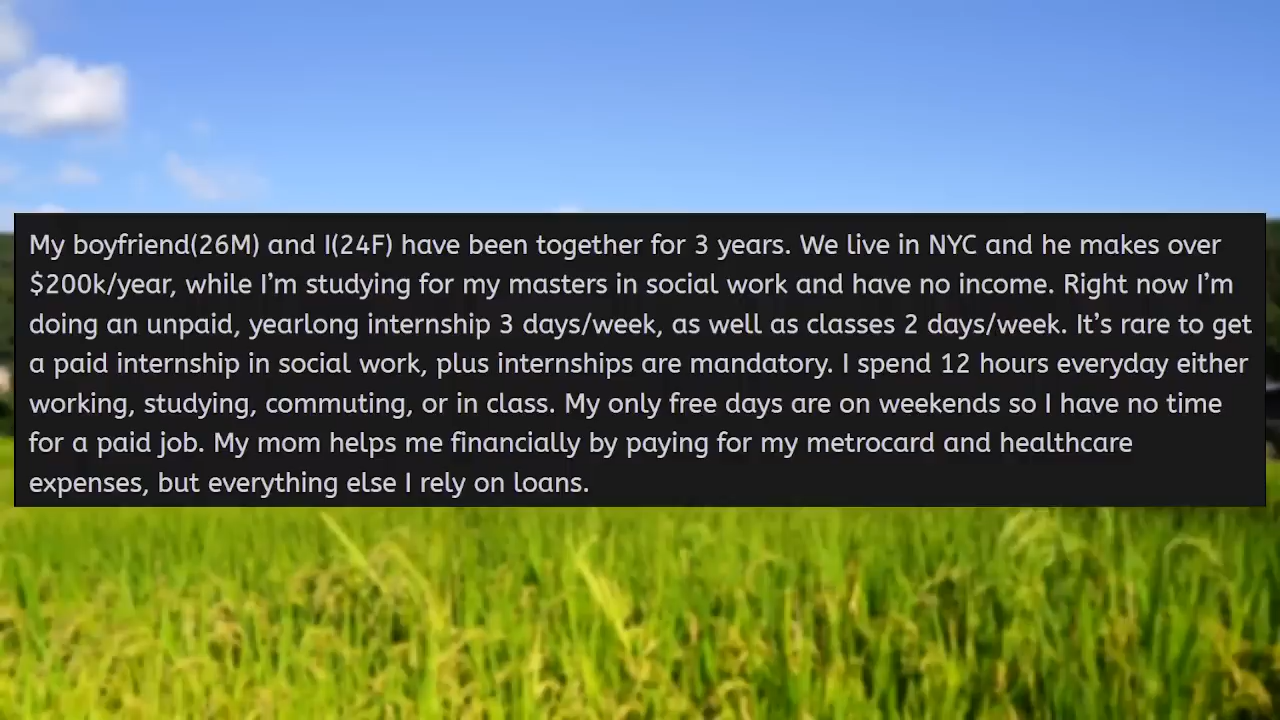 My boyfriend(26M) and I(24F) have been together for 3 years. We live in NYC and he makes over
$200k/year, while I’m studying for my masters in social work and have no income. Right now I’m
doing an unpaid, yearlong internship 3 days/week, as well as classes 2 days/week. It’s rare to get
a paid internship in social work, plus internships are mandatory. I spend 12 hours everyday either
working, studying, commuting, or in class. My only free days are on weekends so I have no time
for a paid job. My mom helps me financially by paying for my metrocard and healthcare
expenses, but everything else I rely on loans.